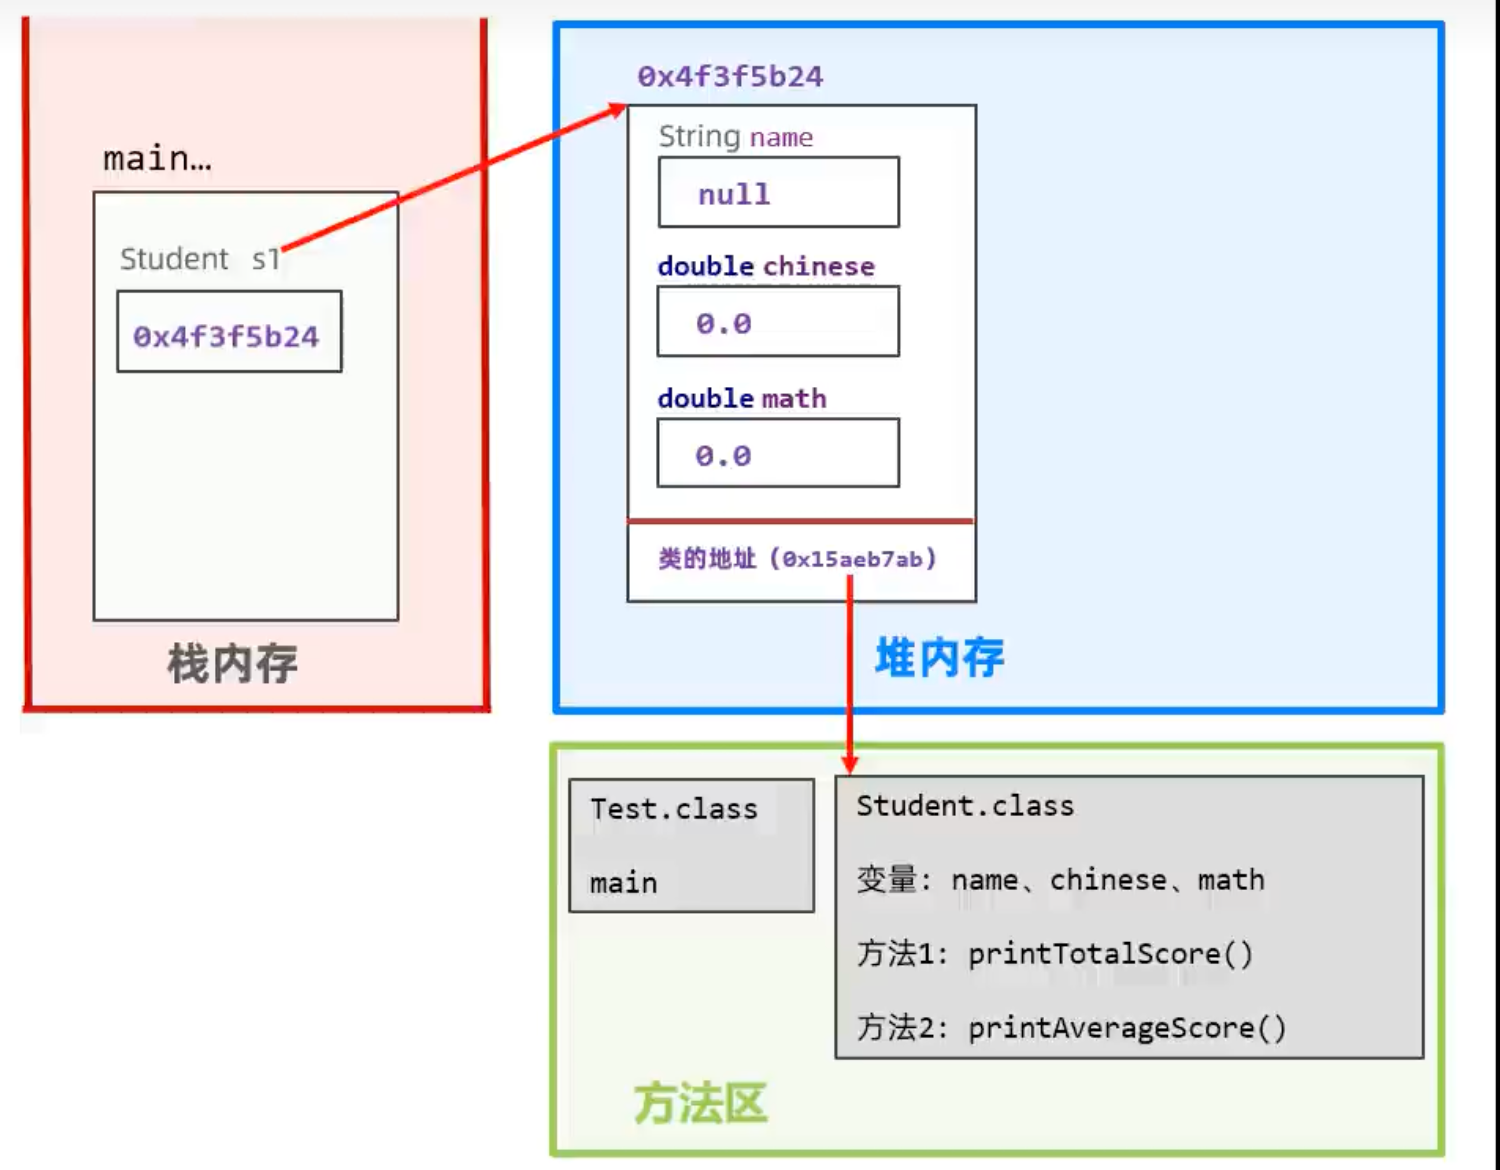 main…
Student s1
0x4f3f5b24
栈内存
0x4f3f5b24
String name
null
double chinese
0.0
double math
0.0
类的地址（0x15aeb7ab）
堆内存
Test.class
main
Student.class
变量: name、chinese、math
方法1: printTotalScore()
方法2: printAverageScore()
方法区